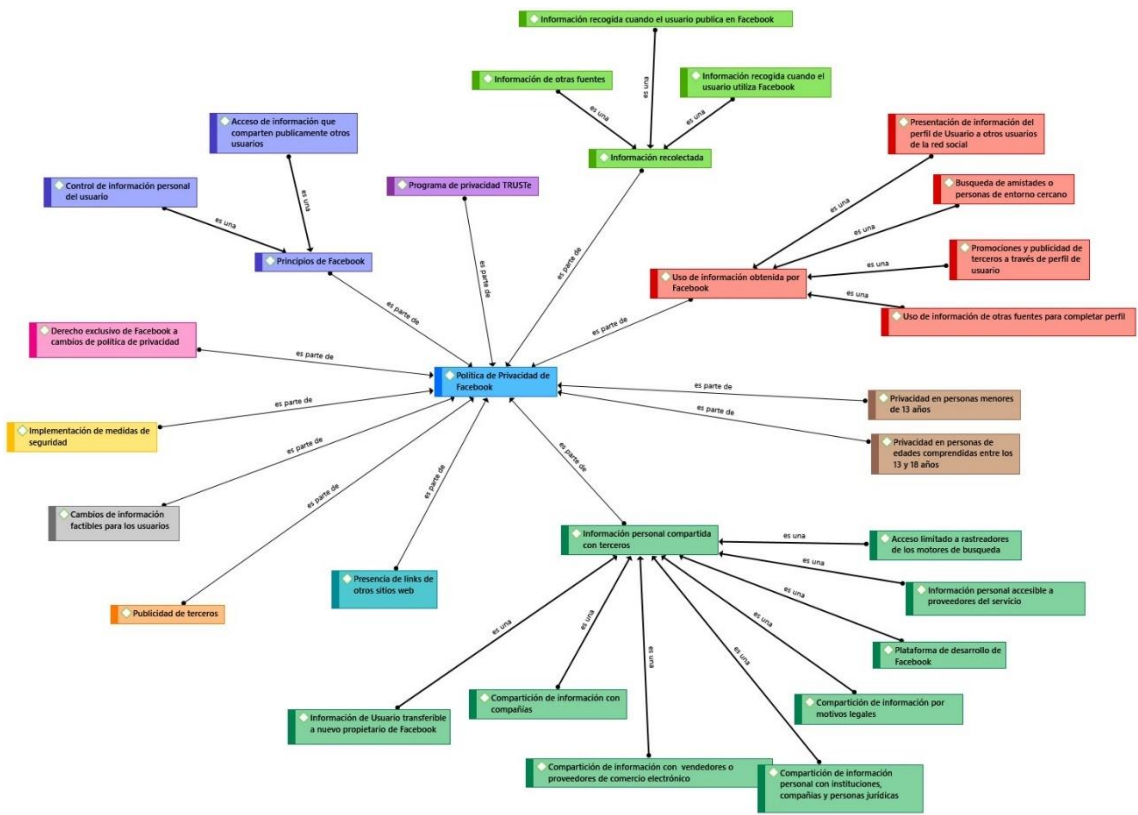 Información recogida cuando el usuario publica en Facebook
Información de otras fuentes
Información recogida cuando el
usuario utiliza Facebook
es una
es una
es una
Información recolectada
Acceso de información que
comparten publicamente otros
usuarios
Control de información personal
del usuario
es una
es una
Principios de Facebook
Programa de privacidad TRUSTe
Presentación de información del
perfil de Usuario a otros usuarios
de la red social
Busqueda de amistades o
personas de entorno cercano
Promociones y publicidad de
terceros a través de perfil de
usuario
Uso de información de otras fuentes para completar perfil
es una
es una
es una
es una
Uso de información obtenida por
Facebook
es parte de
es parte de
es parte de
es parte de
Derecho exclusivo de Facebook a
cambios de política de privacidad
es parte de
Política de Privacidad de
Facebook
es parte de
Privacidad en personas menores
de 13 años
es parte de
Privacidad en personas de
edades comprendidas entre los
13 y 18 años
Implementación de medidas de
seguridad
es parte de
Cambios de información
factibles para los usuarios
es parte de
Publicidad de terceros
es parte de
Presencia de links de
otros sitios web
es parte de
es parte de
Información personal compartida
con terceros
es una
Acceso limitado a rastreadores
de los motores de busqueda
es una
Información personal accesible a
proveedores del servicio
es una
Plataforma de desarrollo de
Facebook
es una
Compartición de información por
motivos legales
es una
Compartición de información
personal con instituciones,
compañias y personas jurídicas
es una
Compartición de información con vendedores o
proveedores de comercio electrónico
es una
Compartición de información con
compañías
es una
Información de Usuario transferible
a nuevo propietario de Facebook